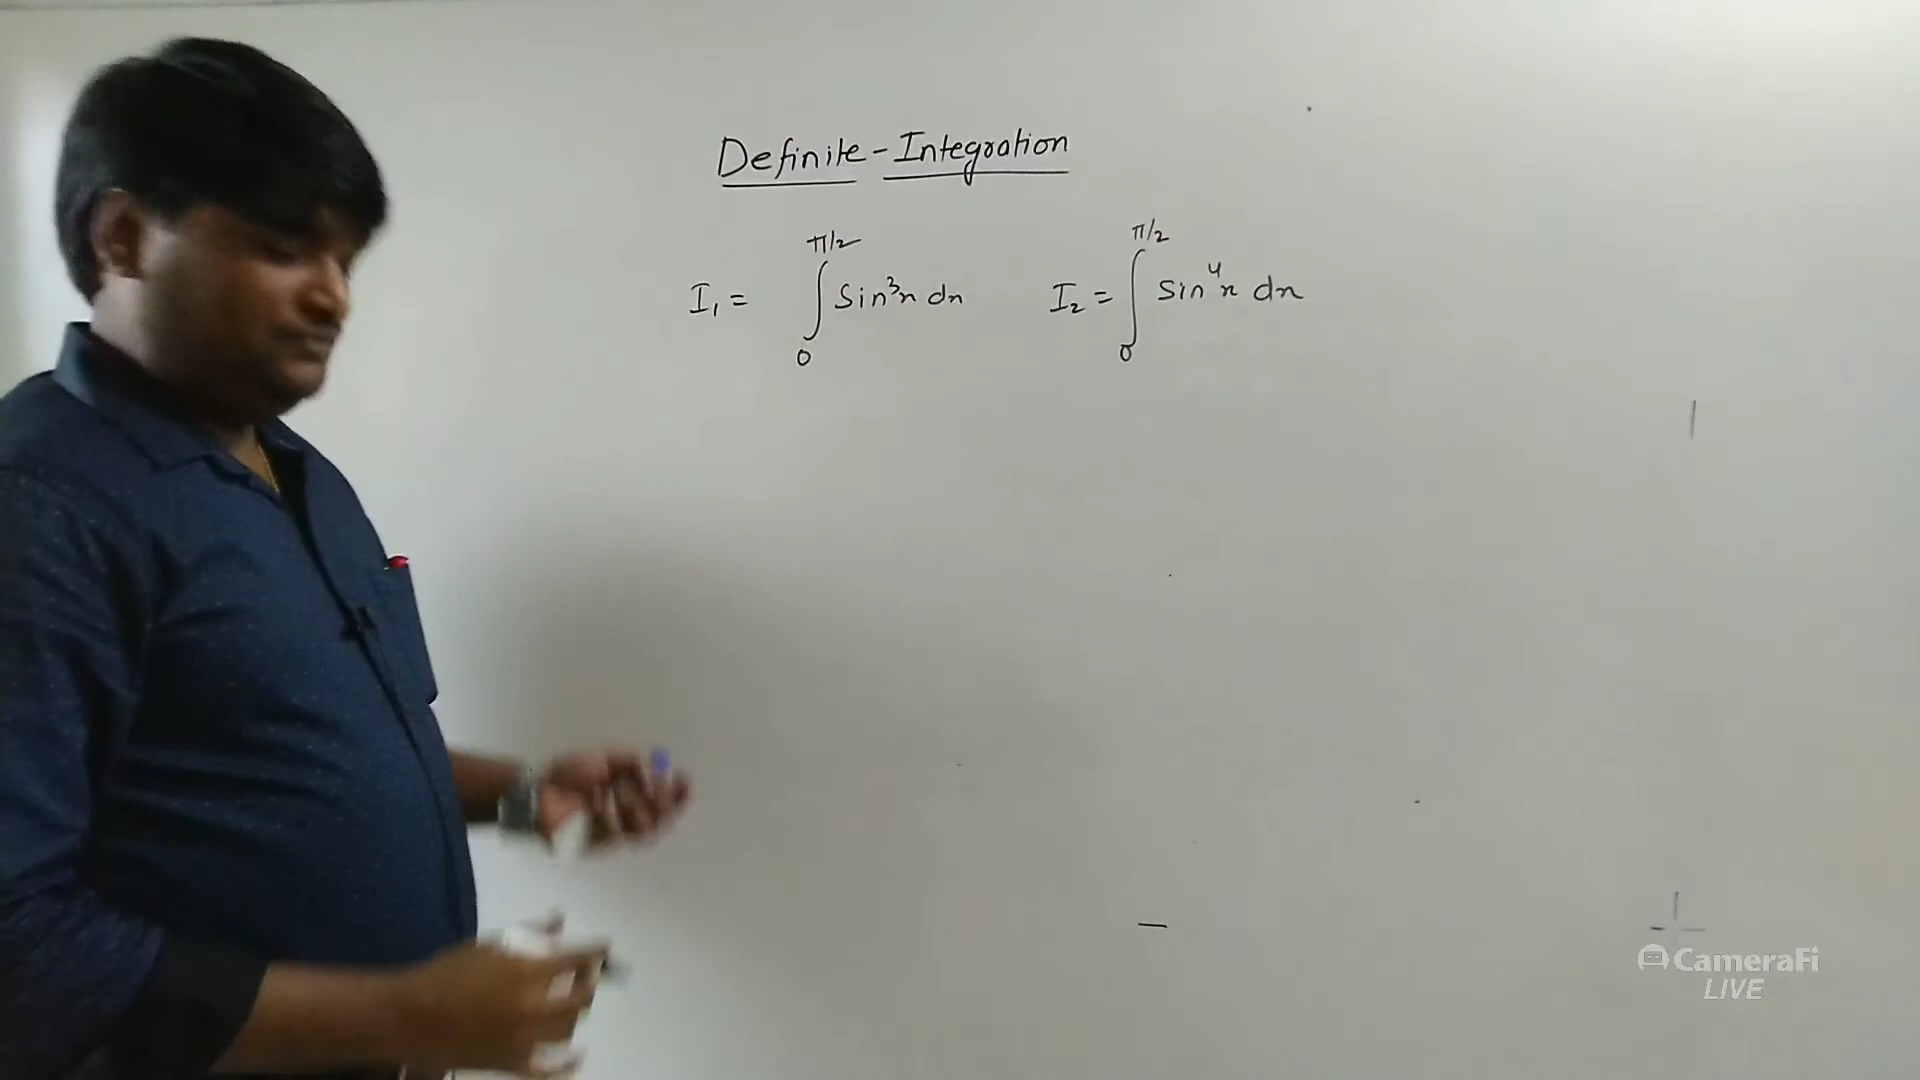 Definite-Integration
I₁ = ∫₀^π/2 Sin³x dx    I₂ = ∫₀^π/2 Sin⁴x dx
CameraFi
LIVE